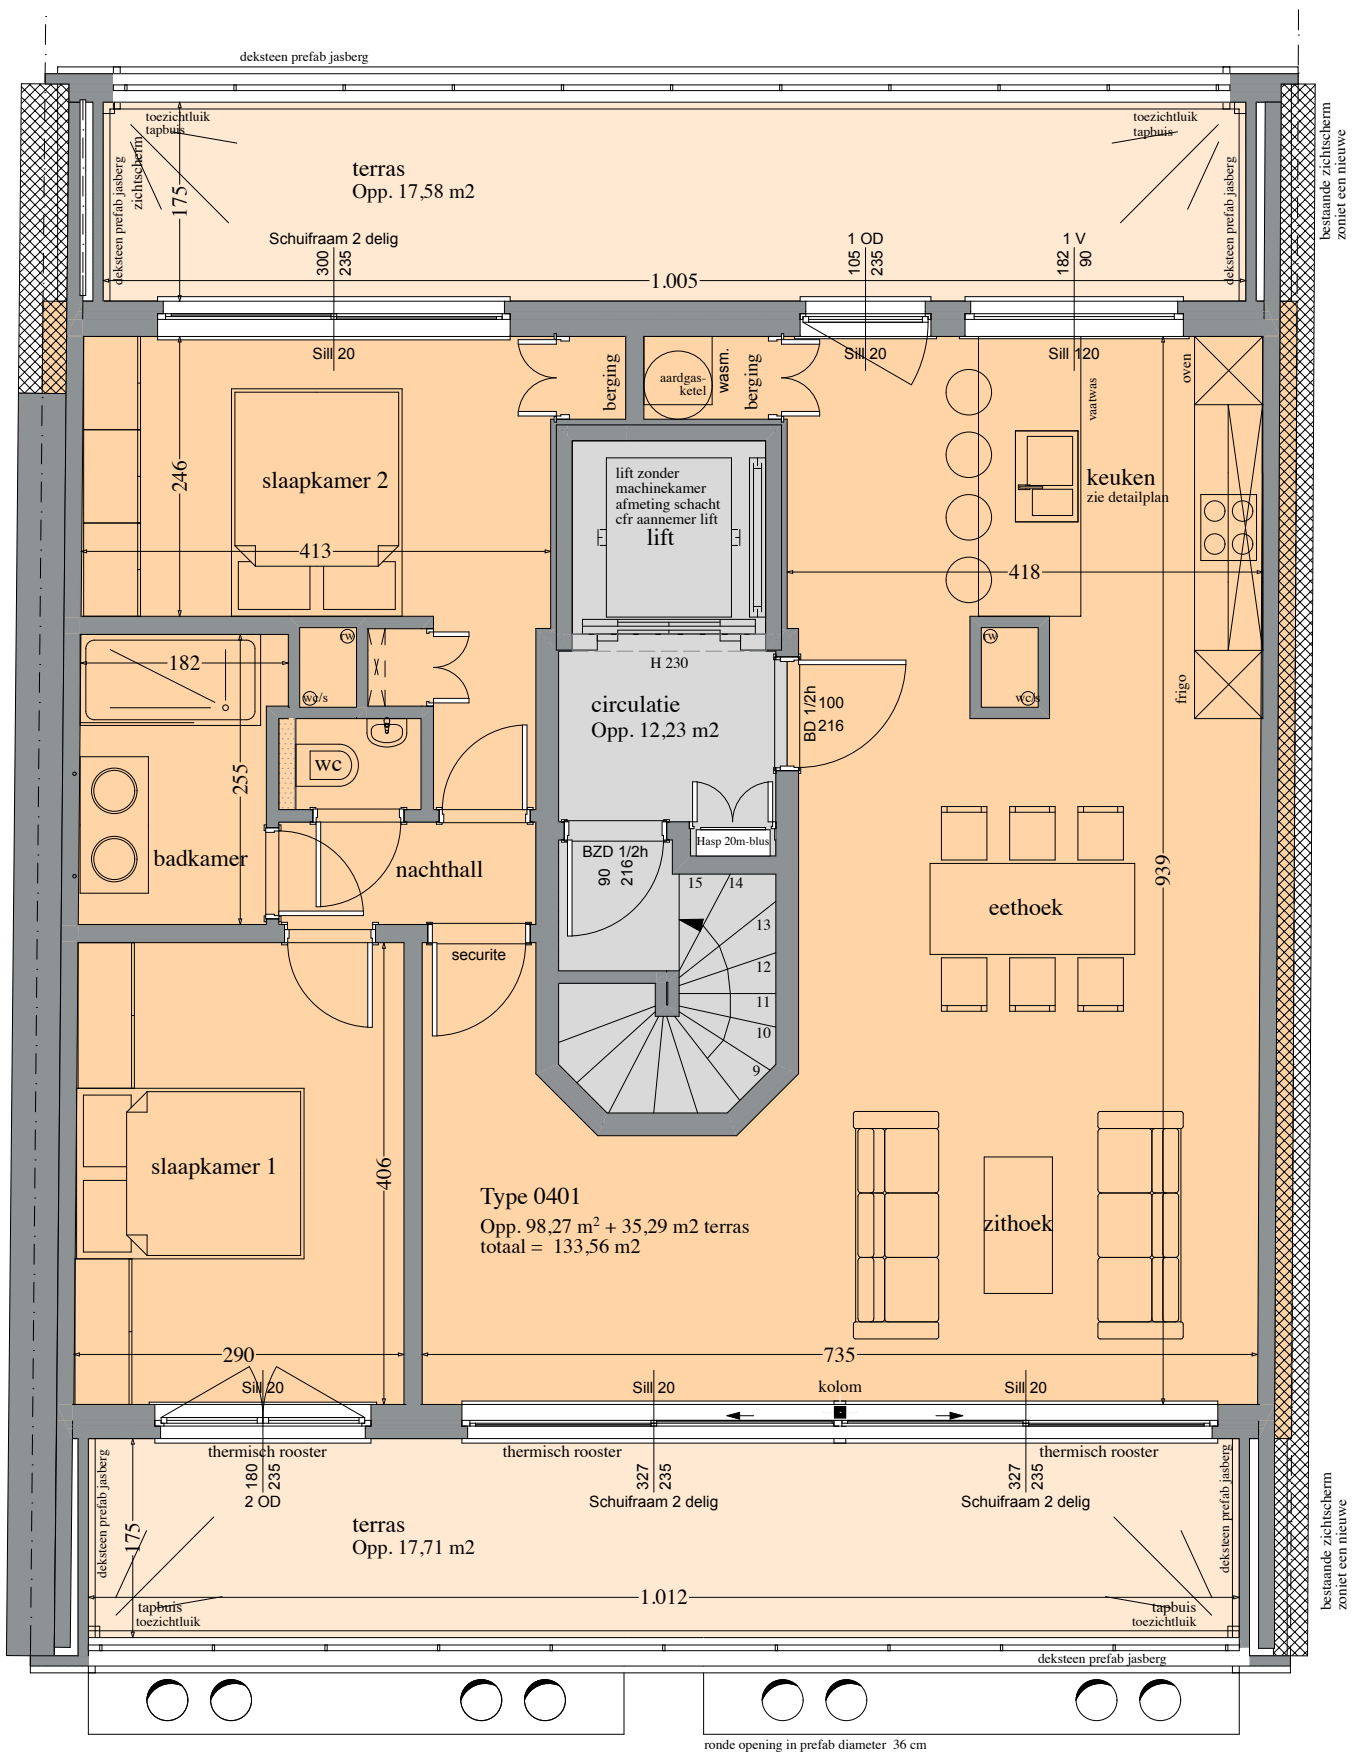 deksteen prefab jasberg
toezichtluik
tapbuis
zichtscherm
deksteen prefab jasberg
175
terras
Opp. 17,58 m2
toezichtluik
tapbuis
deksteen prefab jasberg
bestaande zichtscherm
zoniet een nieuwe
Schuifraam 2 delig
300
235
1 OD
105
235
1 V
182
90
1.005
Sill 20
Sill 20
Sill 120
berging
aardgas-
ketel
wasm.
berging
vaatwas
oven
246
slaapkamer 2
lift zonder
machinekamer
afmeting schacht
cfr aannemer lift
lift
keuken
zie detailplan
413
418
rw
rw
182
H 230
wc/s
wc/s
frigo
circulatie
Opp. 12,23 m2
BD 1/2h
100
216
wc
255
Hasp 20m-blus
badkamer
nachthall
BZD 1/2h
90
216
939
15
14
13
12
11
10
9
eethoek
securite
slaapkamer 1
406
Type 0401
Opp. 98,27 m² + 35,29 m2 terras
totaal = 133,56 m2
zithoek
290
735
Sill 20
Sill 20
kolom
Sill 20
thermisch rooster
thermisch rooster
thermisch rooster
180
235
2 OD
327
235
Schuifraam 2 delig
327
235
Schuifraam 2 delig
deksteen prefab jasberg
175
terras
Opp. 17,71 m2
deksteen prefab jasberg
bestaande zichtscherm
zoniet een nieuwe
1.012
tapbuis
toezichtluik
tapbuis
toezichtluik
deksteen prefab jasberg
ronde opening in prefab diameter 36 cm